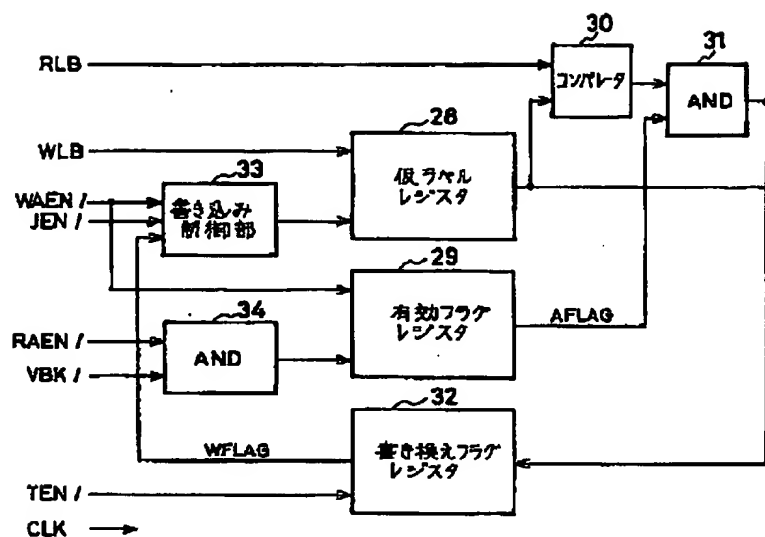 30
31
RLB
コンパレータ
AND
28
WLB
仮ラベル
レジスタ
33
WAEN /
JEN /
書き込み
制御部
29
有効フラグ
レジスタ
AFLAG
34
RAEN /
VBK /
AND
32
WFLAG
書き換えフラグ
レジスタ
TEN /
CLK